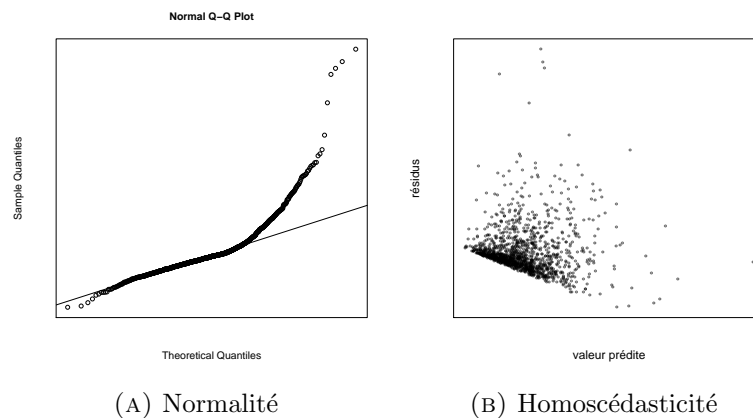 Normal Q−Q Plot
Sample Quantiles
Theoretical Quantiles
(A) Normalité
résidus
valeur prédite
(B) Homoscédasticité